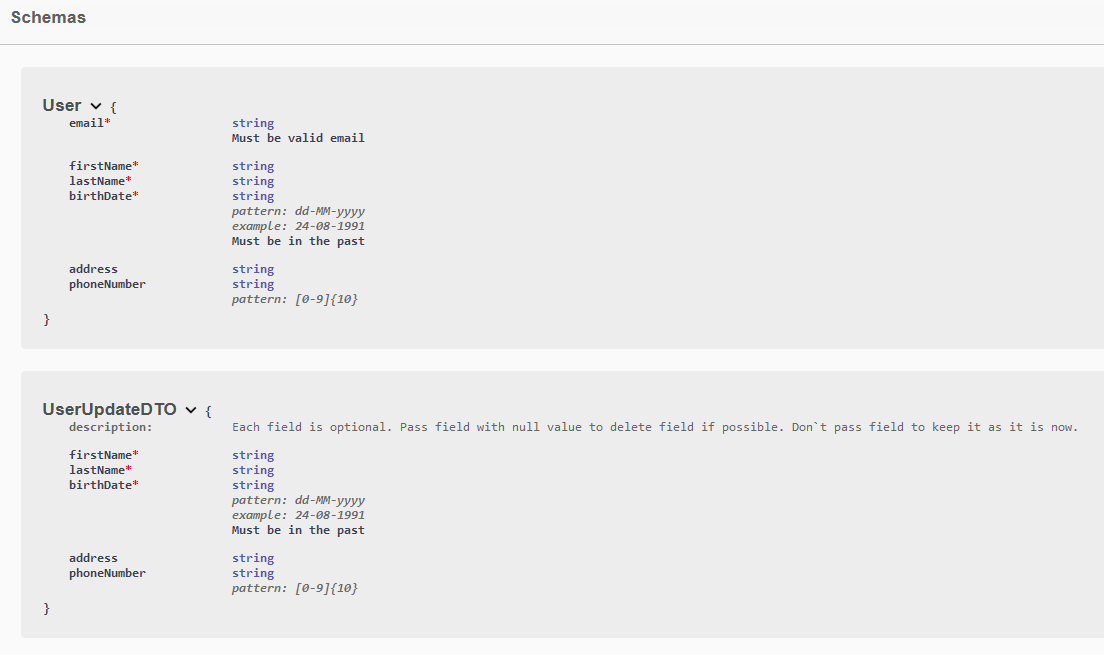 Schemas
User {
email* string
Must be valid email
firstName* string
lastName* string
birthDate* string
pattern: dd-MM-yyyy
example: 24-08-1991
Must be in the past
address string
phoneNumber string
pattern: [0-9]{10}
}
UserUpdateDTO {
description: Each field is optional. Pass field with null value to delete field if possible. Don`t pass field to keep it as it is now.
firstName* string
lastName* string
birthDate* string
pattern: dd-MM-yyyy
example: 24-08-1991
Must be in the past
address string
phoneNumber string
pattern: [0-9]{10}
}